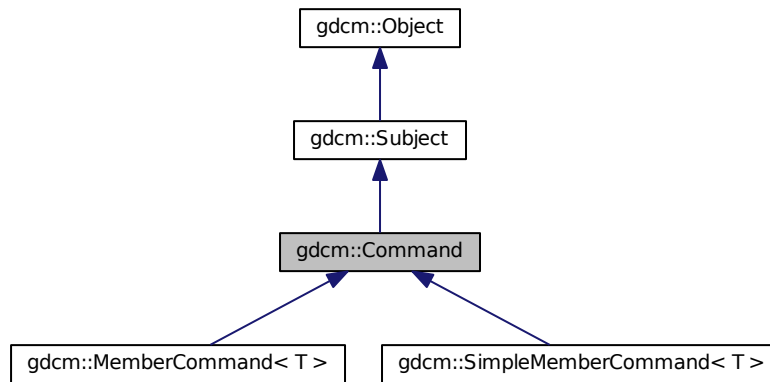 gdcm::Object
gdcm::Subject
gdcm::Command
gdcm::MemberCommand< T >
gdcm::SimpleMemberCommand< T >